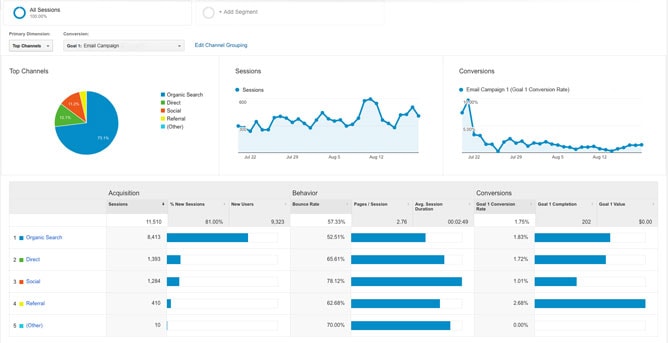 All Sessions
100.00%
+ Add Segment
Primary Dimension:
Conversion:
Top Channels
Goal 1: Email Campaign
Edit Channel Grouping
Top Channels
Organic Search
Direct
Social
Referral
(Other)
73.1%
11.2%
Sessions
Sessions
600
300
Jul 22
Jul 29
Aug 5
Aug 12
Conversions
Email Campaign 1 (Goal 1 Conversion Rate)
10.00%
5.00%
Jul 22
Jul 29
Aug 5
Aug 12
Acquisition
Behavior
Conversions
Sessions
% New Sessions
New Users
Bounce Rate
Pages / Session
Avg. Session Duration
Goal 1 Conversion Rate
Goal 1 Completion
Goal 1 Value
11,510
81.00%
9,323
57.33%
2.76
00:02:49
1.75%
202
$0.00
1 Organic Search
8,413
52.51%
1.83%
2 Direct
1,393
65.61%
1.72%
3 Social
1,284
78.12%
1.01%
4 Referral
410
62.68%
2.68%
5 (Other)
10
70.00%
0.00%